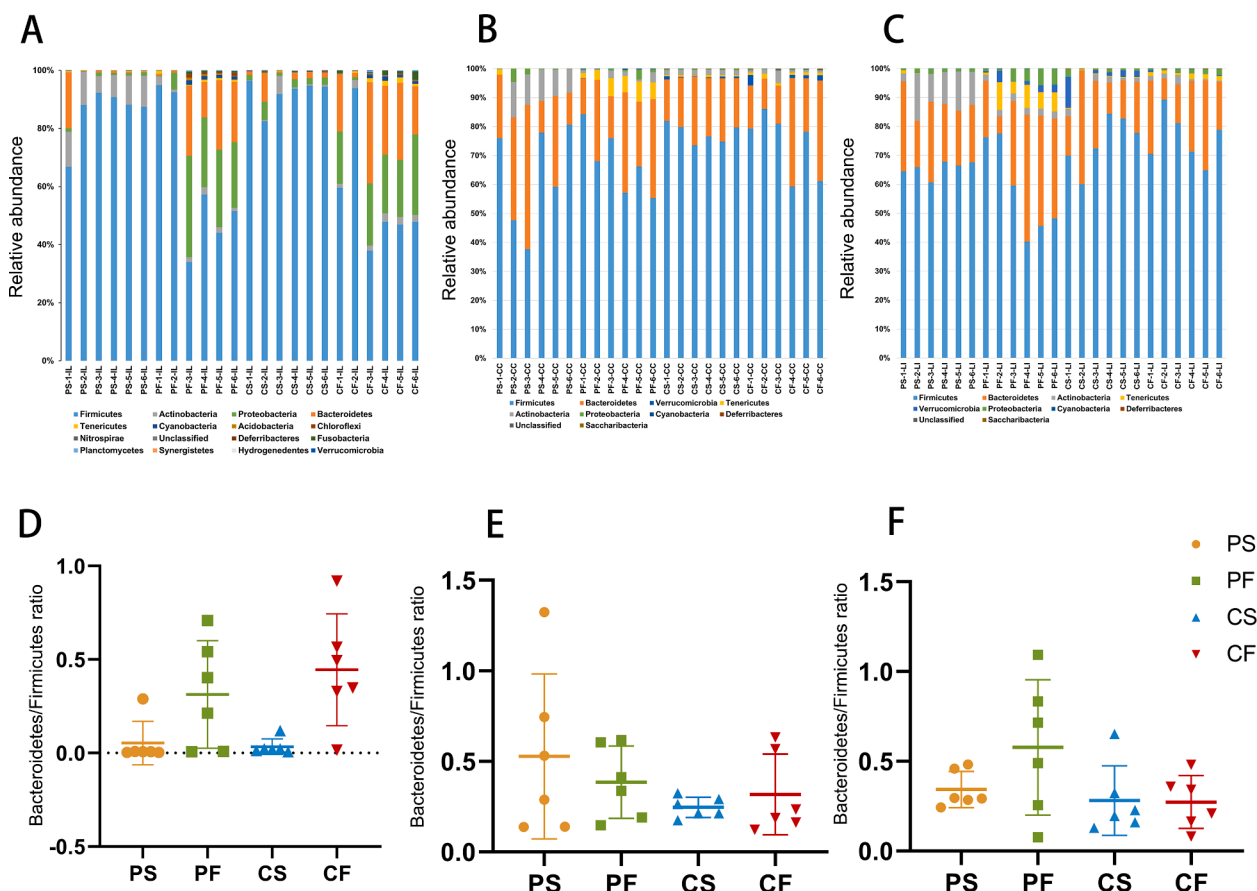 A
B
C
Relative abundance
100%
80%
60%
40%
20%
0%
PS-1-IL
PS-2-IL
PS-3-IL
PS-4-IL
PS-5-IL
PS-6-IL
PF-1-IL
PF-2-IL
PF-3-IL
PF-4-IL
PF-5-IL
PF-6-IL
CS-1-IL
CS-2-IL
CS-3-IL
CS-4-IL
CS-5-IL
CS-6-IL
CF-1-IL
CF-2-IL
CF-3-IL
CF-4-IL
CF-5-IL
CF-6-IL
Firmicutes Actinobacteria Proteobacteria Bacteroidetes
Tenericutes Cyanobacteria Acidobacteria Chloroflexi
Nitrospirae Unclassified Deferribacteres Fusobacteria
Planctomycetes Synergistetes Hydrogenedentes Verrucomicrobia
Relative abundance
100%
90%
80%
70%
60%
50%
40%
30%
20%
10%
0%
PS-1-CC
PS-2-CC
PS-3-CC
PS-4-CC
PS-5-CC
PS-6-CC
PF-1-CC
PF-2-CC
PF-3-CC
PF-4-CC
PF-5-CC
PF-6-CC
CS-1-CC
CS-2-CC
CS-3-CC
CS-4-CC
CS-5-CC
CS-6-CC
CF-1-CC
CF-2-CC
CF-3-CC
CF-4-CC
CF-5-CC
CF-6-CC
Firmicutes Bacteroidetes Verrucomicrobia Tenericutes
Actinobacteria Proteobacteria Cyanobacteria Deferribacteres
Unclassified Saccharibacteria
Relative abundance
100%
90%
80%
70%
60%
50%
40%
30%
20%
10%
0%
PS-1-LI
PS-2-LI
PS-3-LI
PS-4-LI
PS-5-LI
PS-6-LI
PF-1-LI
PF-2-LI
PF-3-LI
PF-4-LI
PF-5-LI
PF-6-LI
CS-1-LI
CS-2-LI
CS-3-LI
CS-4-LI
CS-5-LI
CS-6-LI
CF-1-LI
CF-2-LI
CF-3-LI
CF-4-LI
CF-5-LI
CF-6-LI
Firmicutes Bacteroidetes Actinobacteria Tenericutes
Verrucomicrobia Proteobacteria Cyanobacteria Deferribacteres
Unclassified Saccharibacteria
D
E
F
Bacteroidetes/Firmicutes ratio
1.0
0.5
0.0
-0.5
PS PF CS CF
Bacteroidetes/Firmicutes ratio
1.5
1.0
0.5
0.0
PS PF CS CF
Bacteroidetes/Firmicutes ratio
1.5
1.0
0.5
0.0
PS PF CS CF
PS
PF
CS
CF